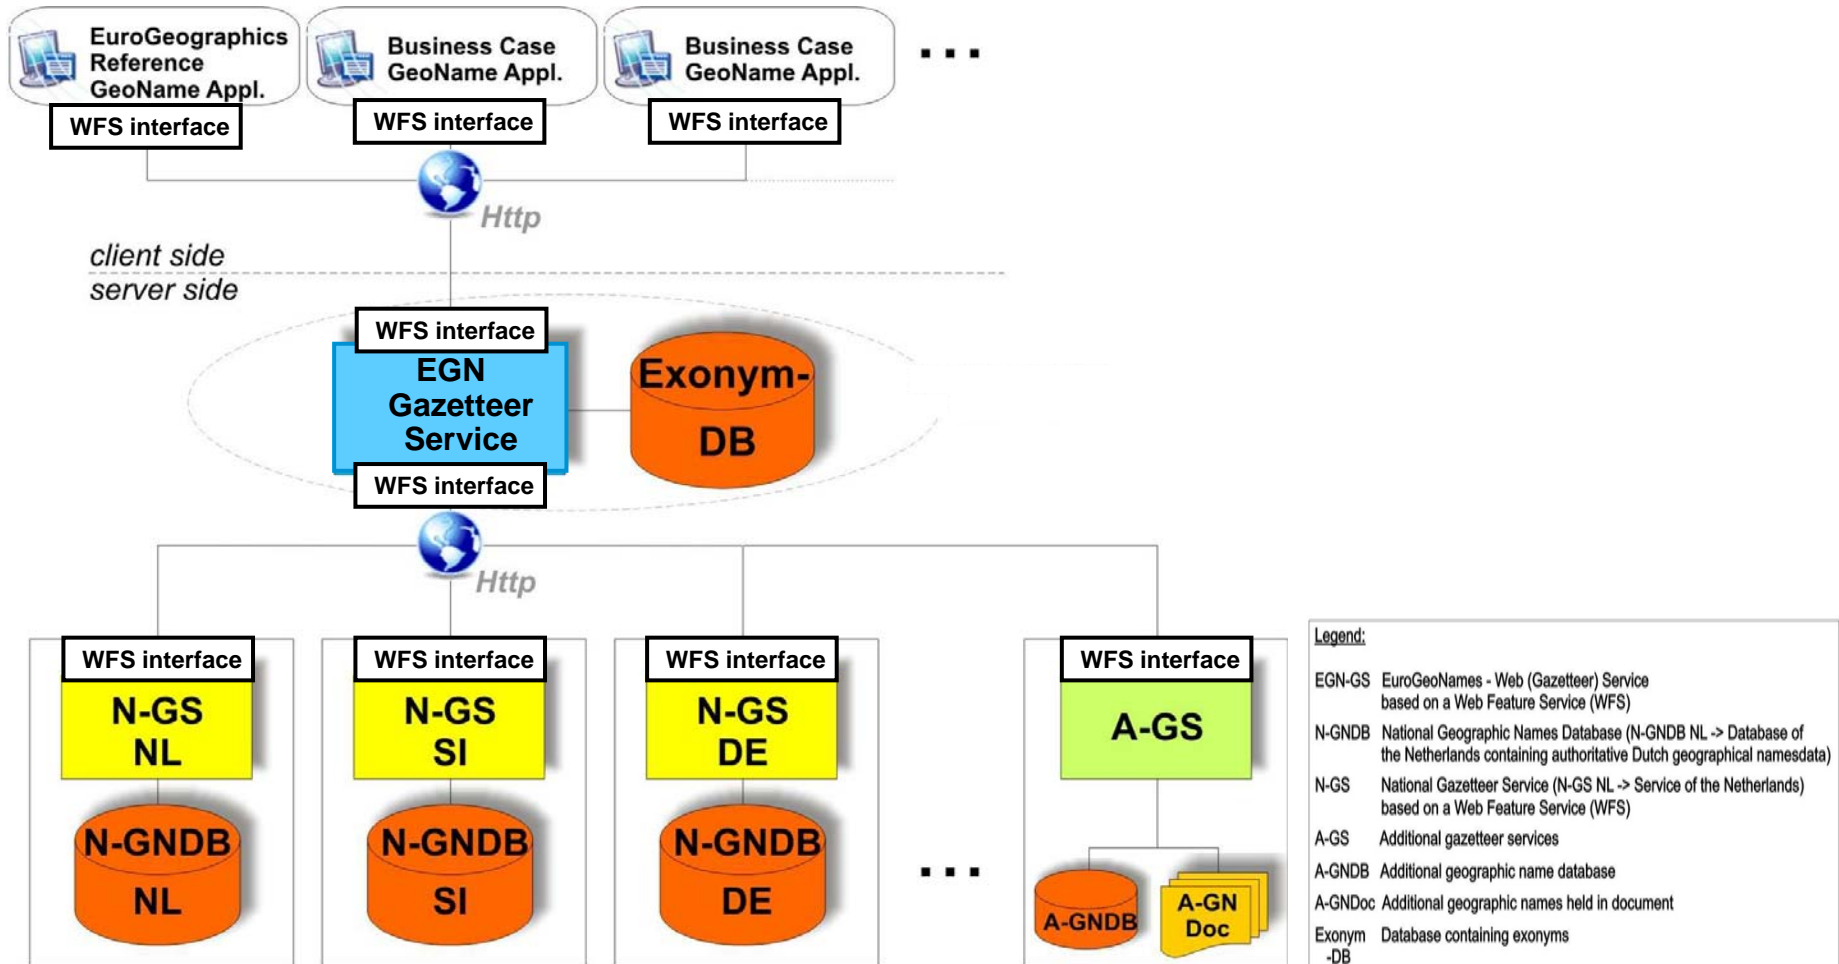 EuroGeographics
Reference
GeoName Appl.
WFS interface
Business Case
GeoName Appl.
WFS interface
Business Case
GeoName Appl.
WFS interface
...
Http
client side
server side
WFS interface
EGN
Gazetteer
Service
WFS interface
Exonym-
DB
Http
WFS interface
N-GS
NL
N-GNDB
NL
WFS interface
N-GS
SI
N-GNDB
SI
WFS interface
N-GS
DE
N-GNDB
DE
...
WFS interface
A-GS
A-GNDB
A-GN
Doc
Legend:
EGN-GS EuroGeoNames - Web (Gazetteer) Service
based on a Web Feature Service (WFS)
N-GNDB National Geographic Names Database (N-GNDB NL -> Database of
the Netherlands containing authoritative Dutch geographical namesdata)
N-GS National Gazetteer Service (N-GS NL -> Service of the Netherlands)
based on a Web Feature Service (WFS)
A-GS Additional gazetteer services
A-GNDB Additional geographic name database
A-GNDoc Additional geographic names held in document
Exonym Database containing exonyms
-DB